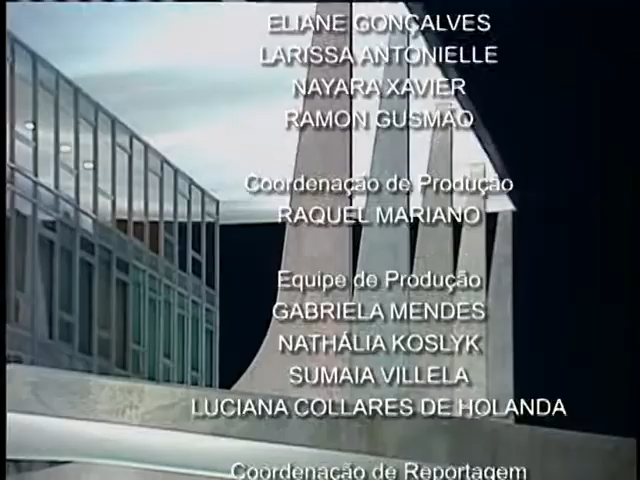 ELIANE GONÇALVES
LARISSA ANTONIELLE
NAYARA XAVIER
RAMON GUSMÃO
Coordenação de Produção
RAQUEL MARIANO
Equipe de Produção
GABRIELA MENDES
NATHÁLIA KOSLYK
SUMAIA VILLELA
LUCIANA COLLARES DE HOLANDA
Coordenação de Reportagem